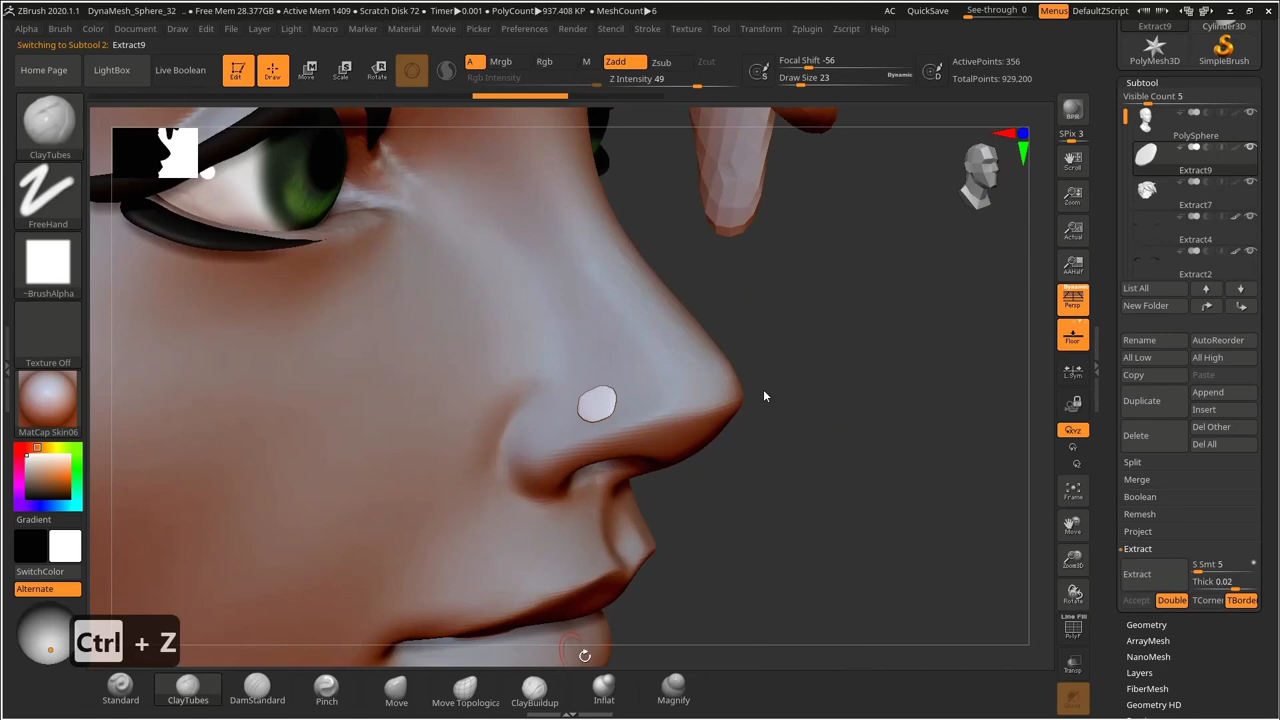 ZBrush 2020.1.1 DynaMesh_Sphere_32 .. • Free Mem 28.377GB • Active Mem 1409 • Scratch Disk 72 • Timer▶0.001 • PolyCount▶937.408 KP • MeshCount▶6 AC QuickSave See-through 0 Menus DefaultZScript
Alpha Brush Color Document Draw Edit File Layer Light Macro Marker Material Movie Picker Preferences Render Stencil Stroke Texture Tool Transform Zplugin Zscript Help
Switching to Subtool 2: Extract9
Home Page LightBox Live Boolean Edit Draw Move Scale Rotate A Mrgb Rgb M Zadd Zsub Zcut Focal Shift -56
Rgb Intensity Z Intensity 49 Draw Size 23 Dynamic
S D
ActivePoints: 356
TotalPoints: 929,200
Extract9 Cylinder3D
PolyMesh3D SimpleBrush
Subtool
Visible Count 5
PolySphere
Extract9
Extract7
Extract4
Extract2
List All
New Folder
Rename AutoReorder
All Low All High
Copy Paste
Duplicate Append
Insert
Delete Del Other
Del All
Split
Merge
Boolean
Remesh
Project
Extract
Extract S Smt 5
Thick 0.02
Accept Double TCorne TBorde
Geometry
ArrayMesh
NanoMesh
Layers
FiberMesh
Geometry HD
BPR
SPix 3
Scroll
Zoom
Actual
AAHalf
Dynamic
Persp
Floor
L.Sym
XYZ
Frame
Move
Zoom3D
Rotate
Line Fill
PolyF
Transp
ClayTubes
FreeHand
~BrushAlpha
Texture Off
MatCap Skin06
Gradient
SwitchColor
Alternate
Ctrl + Z
Standard ClayTubes DamStandard Pinch Move Move Topologica ClayBuildup Inflat Magnify